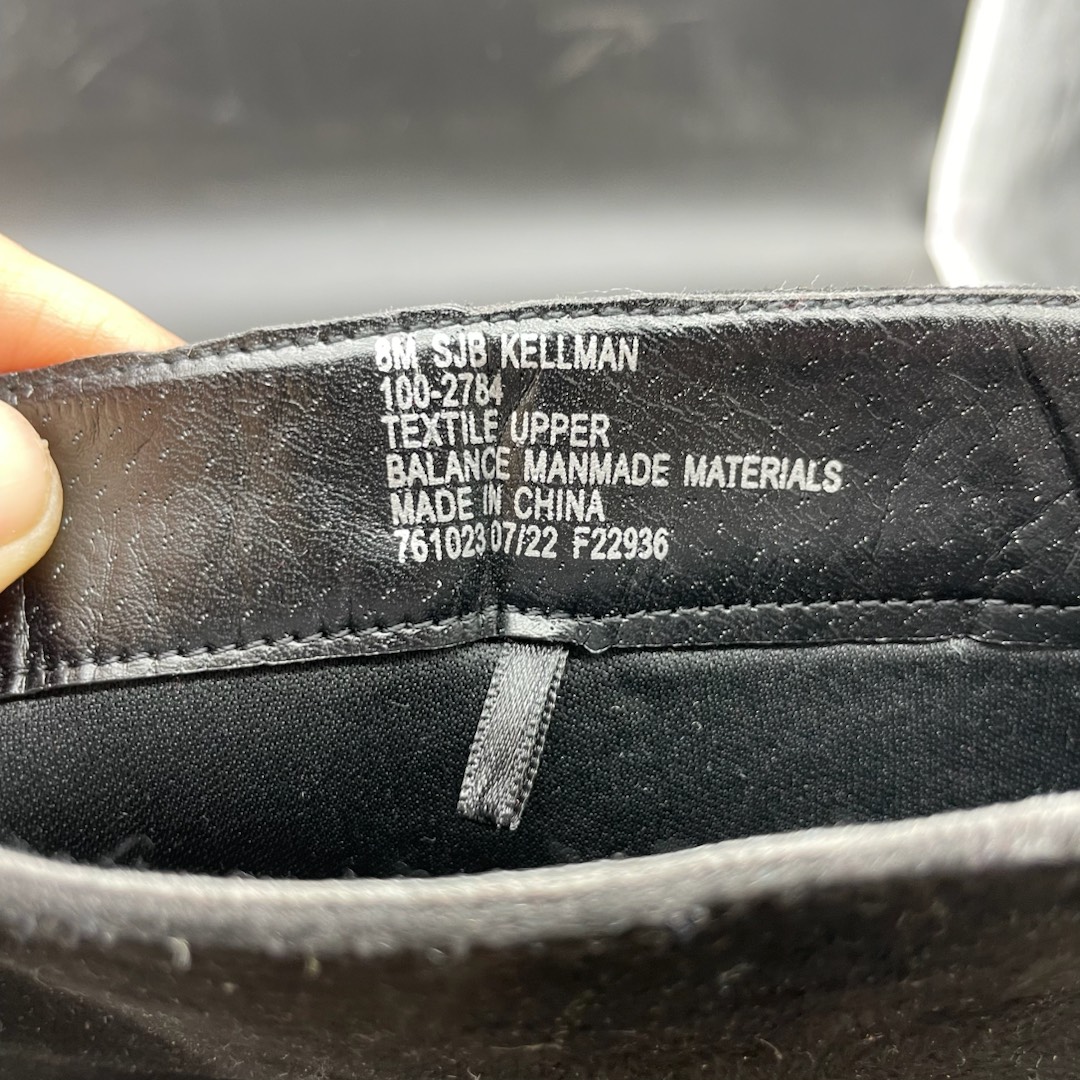 8M SJB KELLMAN
100-2784
TEXTILE UPPER
BALANCE MANMADE MATERIALS
MADE IN CHINA
761023 07/22 F22936